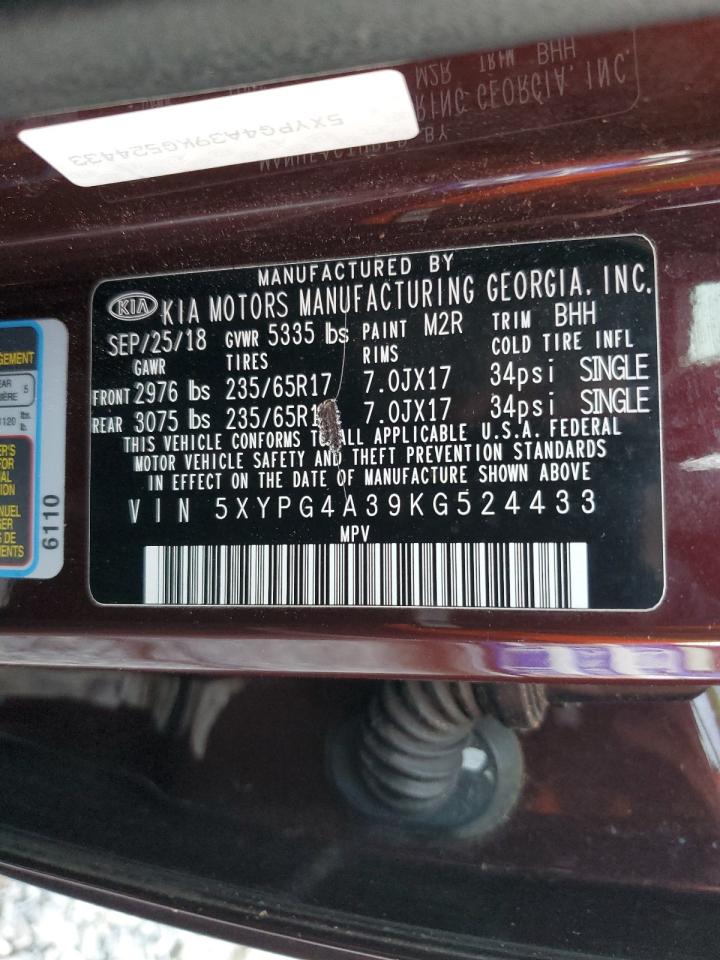 5XYPG4A39KG524433
MANUFACTURED BY
KIA KIA MOTORS MANUFACTURING GEORGIA, INC.
SEP/25/18 GVWR 5335 lbs PAINT M2R TRIM BHH
GAWR TIRES RIMS COLD TIRE INFL
FRONT 2976 lbs 235/65R17 7.0JX17 34psi SINGLE
REAR 3075 lbs 235/65R1 7.0JX17 34psi SINGLE
THIS VEHICLE CONFORMS TO ALL APPLICABLE U.S.A. FEDERAL
MOTOR VEHICLE SAFETY AND THEFT PREVENTION STANDARDS
IN EFFECT ON THE DATE OF MANUFACTURE SHOWN ABOVE
VIN 5XYPG4A39KG524433
MPV
5
lbs.
6110